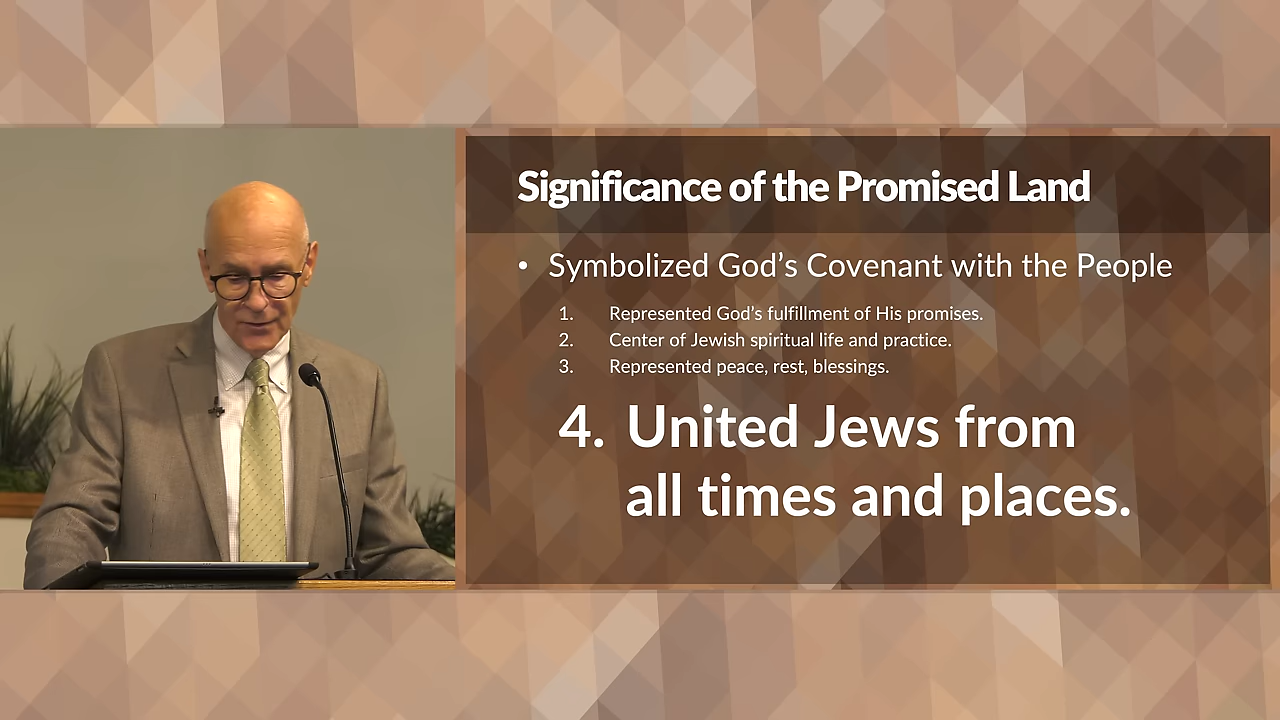 Significance of the Promised Land
• Symbolized God’s Covenant with the People
1. Represented God’s fulfillment of His promises.
2. Center of Jewish spiritual life and practice.
3. Represented peace, rest, blessings.
4. United Jews from
all times and places.